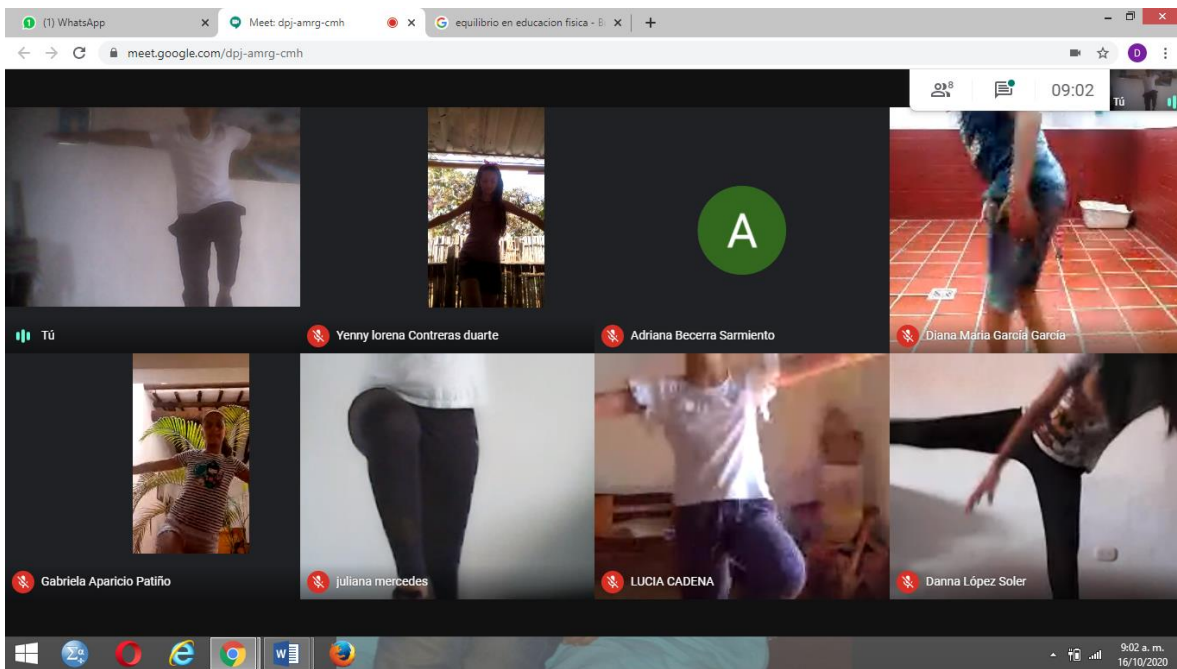 (1) WhatsApp
Meet: dpj-amrg-cmh
G equilibrio en educacion fisica - B
meet.google.com/dpj-amrg-cmh
D
8
09:02
Tú
A
Tú
Yenny lorena Contreras duarte
Adriana Becerra Sarmiento
Diana Maria García García
Gabriela Aparicio Patiño
juliana mercedes
LUCIA CADENA
Danna López Soler
9:02 a. m.
16/10/2020